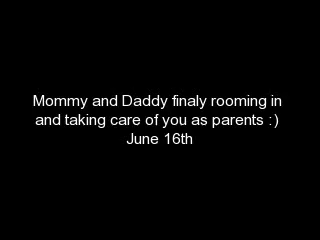 Mommy and Daddy finaly rooming in
and taking care of you as parents :)
June 16th